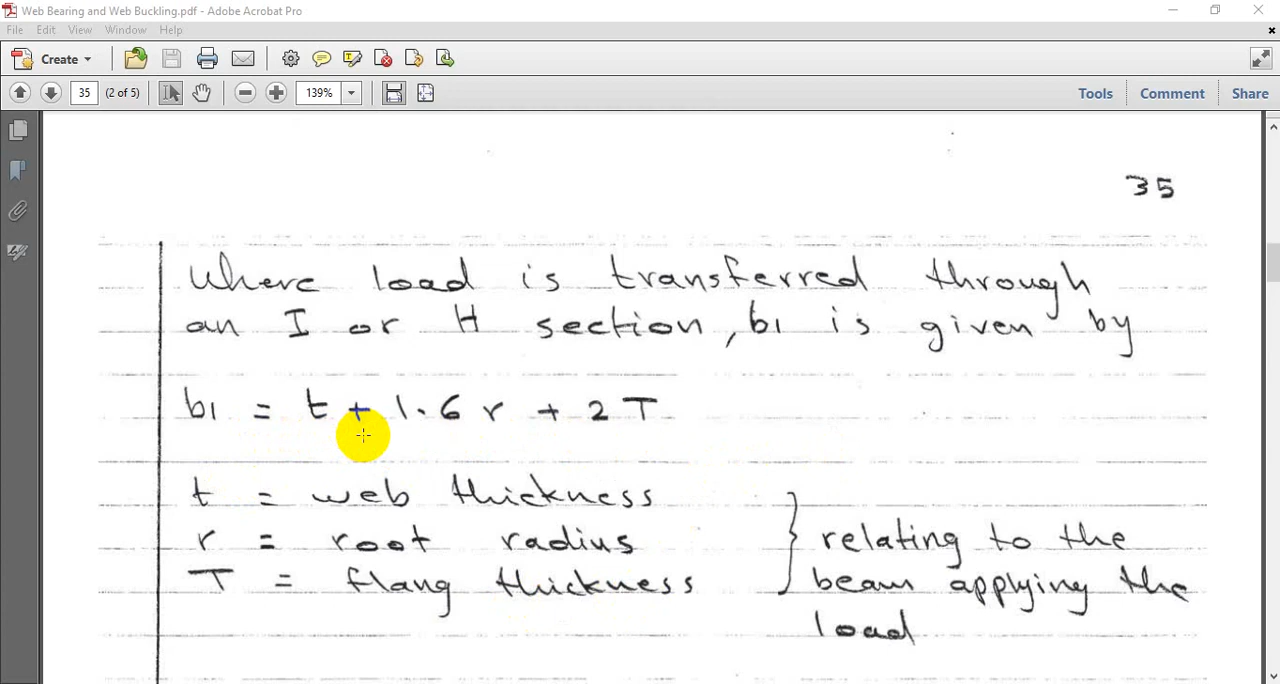 Web Bearing and Web Buckling.pdf - Adobe Acrobat Pro
File Edit View Window Help
Create
35 (2 of 5) 139% Tools Comment Share
35
Where load is transferred through
an I or H section, b1 is given by
b1 = t + 1.6 r + 2 T
t = web thickness
r = root radius
T = flang thickness
relating to the
beam applying the
load